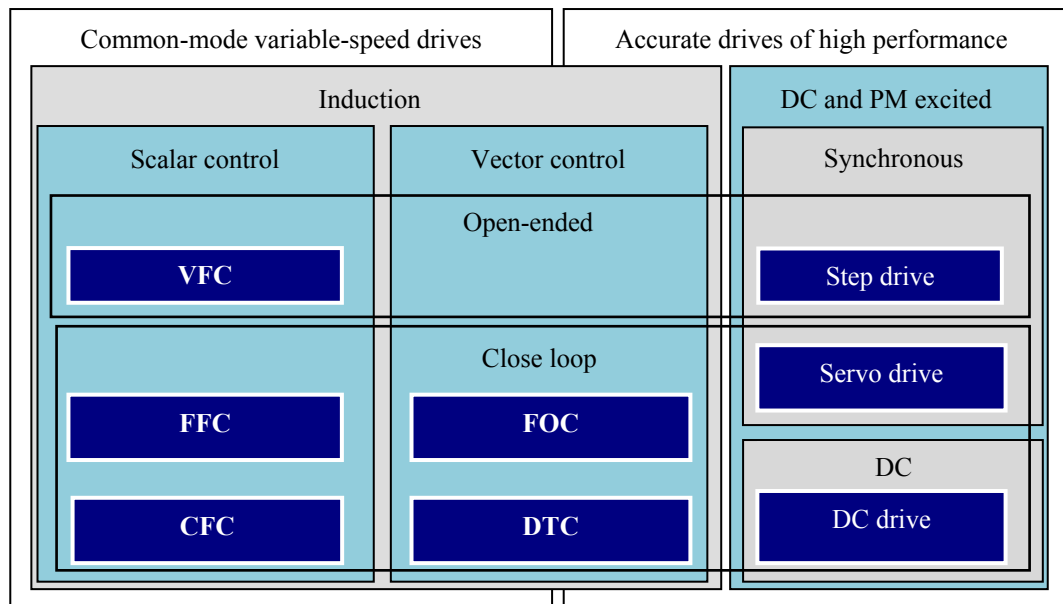 Common-mode variable-speed drives
Accurate drives of high performance
Induction
DC and PM excited
Scalar control
Vector control
Synchronous
Open-ended
VFC
Step drive
Close loop
Servo drive
FFC
FOC
DC
CFC
DTC
DC drive